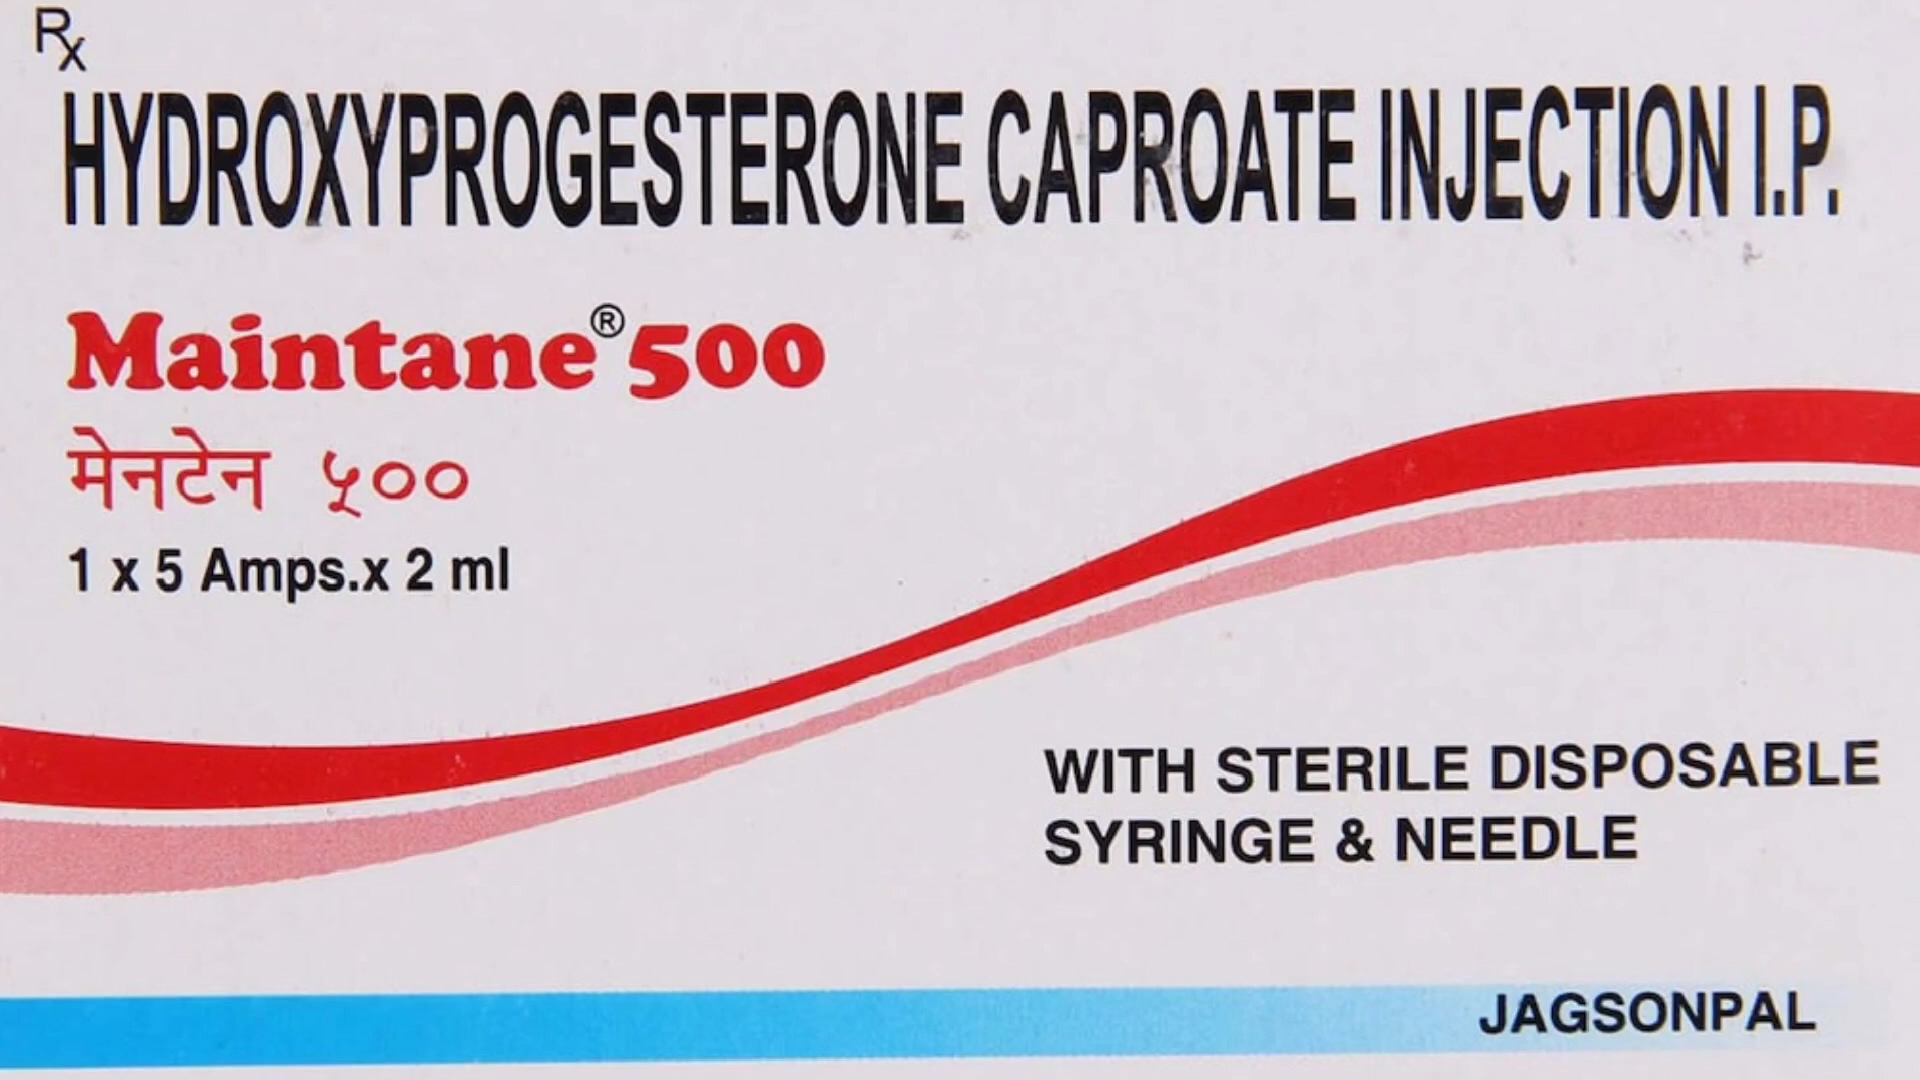 Rx
HYDROXYPROGESTERONE CAPROATE INJECTION I.P.
Maintane® 500
मेनटेन ५००
1 x 5 Amps.x 2 ml
WITH STERILE DISPOSABLE
SYRINGE & NEEDLE
JAGSONPAL